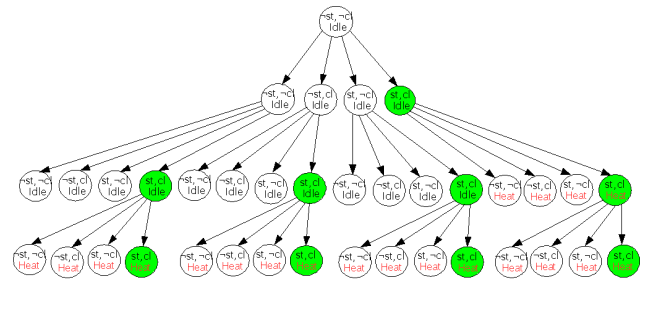 ¬st,¬cl
Idle
¬st,¬cl
Idle
¬st,cl
Idle
st,¬cl
Idle
st,cl
Idle
¬st,¬cl
Idle
¬st,cl
Idle
st,¬cl
Idle
st,cl
Idle
¬st,¬cl
Idle
¬st,cl
Idle
st,¬cl
Idle
st,cl
Idle
¬st,¬cl
Idle
¬st,cl
Idle
st,¬cl
Idle
st,cl
Idle
¬st,¬cl
Heat
¬st,cl
Heat
st,¬cl
Heat
st,cl
Heat
¬st,¬cl
Heat
¬st,cl
Heat
st,¬cl
Heat
st,cl
Heat
¬st,¬cl
Heat
¬st,cl
Heat
st,¬cl
Heat
st,cl
Heat
¬st,¬cl
Heat
¬st,cl
Heat
st,¬cl
Heat
st,cl
Heat
¬st,¬cl
Heat
¬st,cl
Heat
st,¬cl
Heat
st,cl
Heat